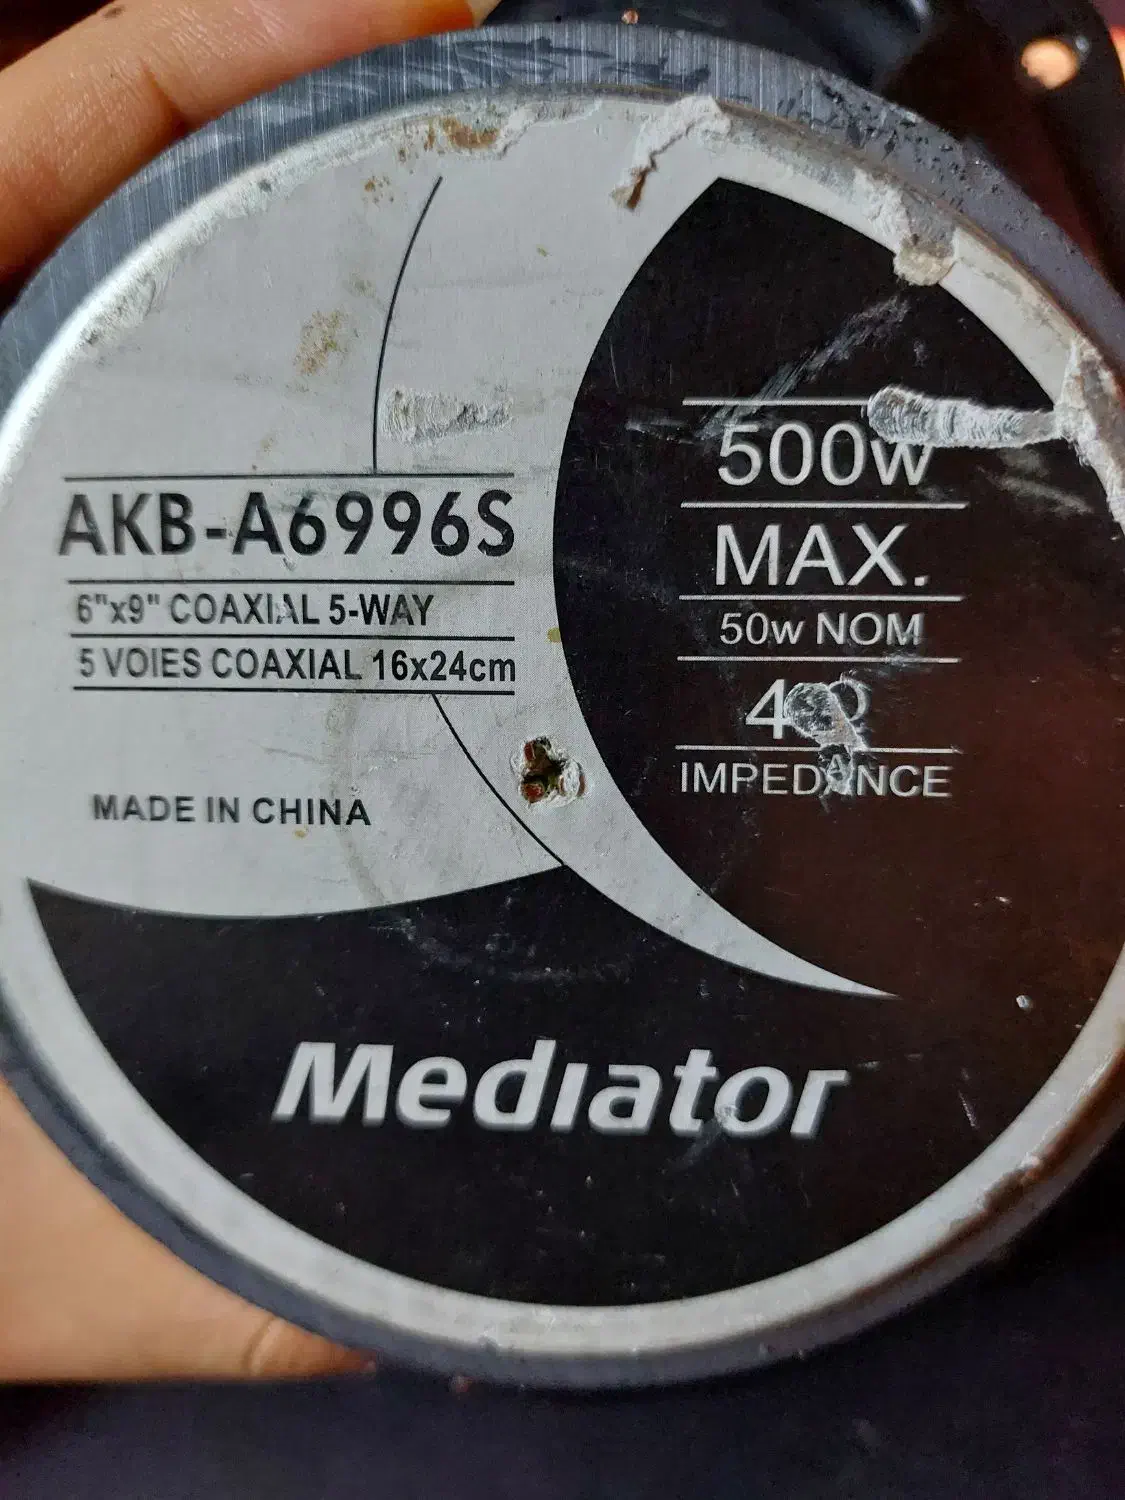 AKB-A6996S
6"x9" COAXIAL 5-WAY
5 VOIES COAXIAL 16x24cm
MADE IN CHINA
500w
MAX.
50w NOM
4Ω
IMPEDANCE
Mediator